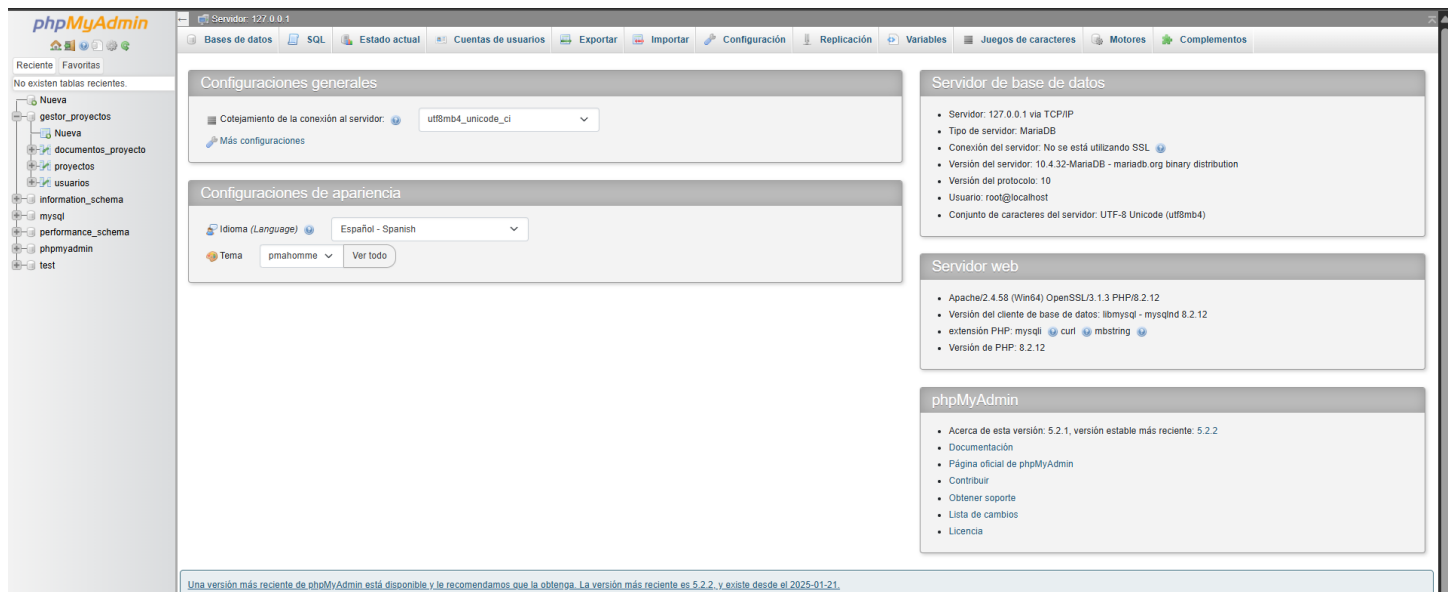 phpMyAdmin
Reciente Favoritas
No existen tablas recientes.
Nueva
gestor_proyectos
Nueva
documentos_proyecto
proyectos
usuarios
information_schema
mysql
performance_schema
phpmyadmin
test
Servidor: 127.0.0.1
Bases de datos SQL Estado actual Cuentas de usuarios Exportar Importar Configuración Replicación Variables Juegos de caracteres Motores Complementos
Configuraciones generales
Cotejamiento de la conexión al servidor: utf8mb4_unicode_ci
Más configuraciones
Configuraciones de apariencia
Idioma (Language) Español - Spanish
Tema pmahomme Ver todo
Servidor de base de datos
• Servidor: 127.0.0.1 via TCP/IP
• Tipo de servidor: MariaDB
• Conexión del servidor: No se está utilizando SSL
• Versión del servidor: 10.4.32-MariaDB - mariadb.org binary distribution
• Versión del protocolo: 10
• Usuario: root@localhost
• Conjunto de caracteres del servidor: UTF-8 Unicode (utf8mb4)
Servidor web
• Apache/2.4.58 (Win64) OpenSSL/3.1.3 PHP/8.2.12
• Versión del cliente de base de datos: libmysql - mysqlnd 8.2.12
• extensión PHP: mysqli curl mbstring
• Versión de PHP: 8.2.12
phpMyAdmin
• Acerca de esta versión: 5.2.1, versión estable más reciente: 5.2.2
• Documentación
• Página oficial de phpMyAdmin
• Contribuir
• Obtener soporte
• Lista de cambios
• Licencia
Una versión más reciente de phpMyAdmin está disponible y le recomendamos que la obtenga. La versión más reciente es 5.2.2, y existe desde el 2025-01-21.